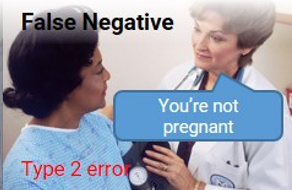 False Negative
You're not
pregnant
Type 2 error